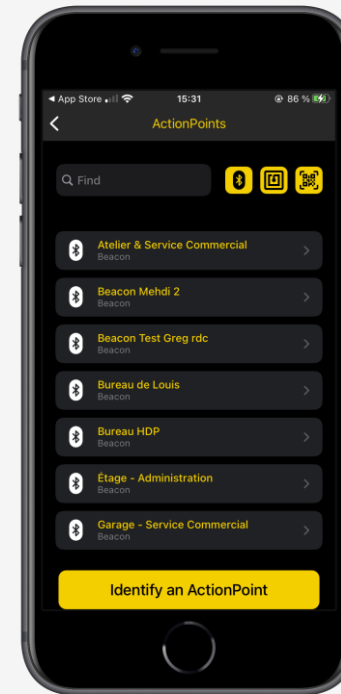 App Store 15:31 86 %
ActionPoints
Find
Atelier & Service Commercial
Beacon
Beacon Mehdi 2
Beacon
Beacon Test Greg rdc
Beacon
Bureau de Louis
Beacon
Bureau HDP
Beacon
Étage - Administration
Beacon
Garage - Service Commercial
Beacon
Identify an ActionPoint